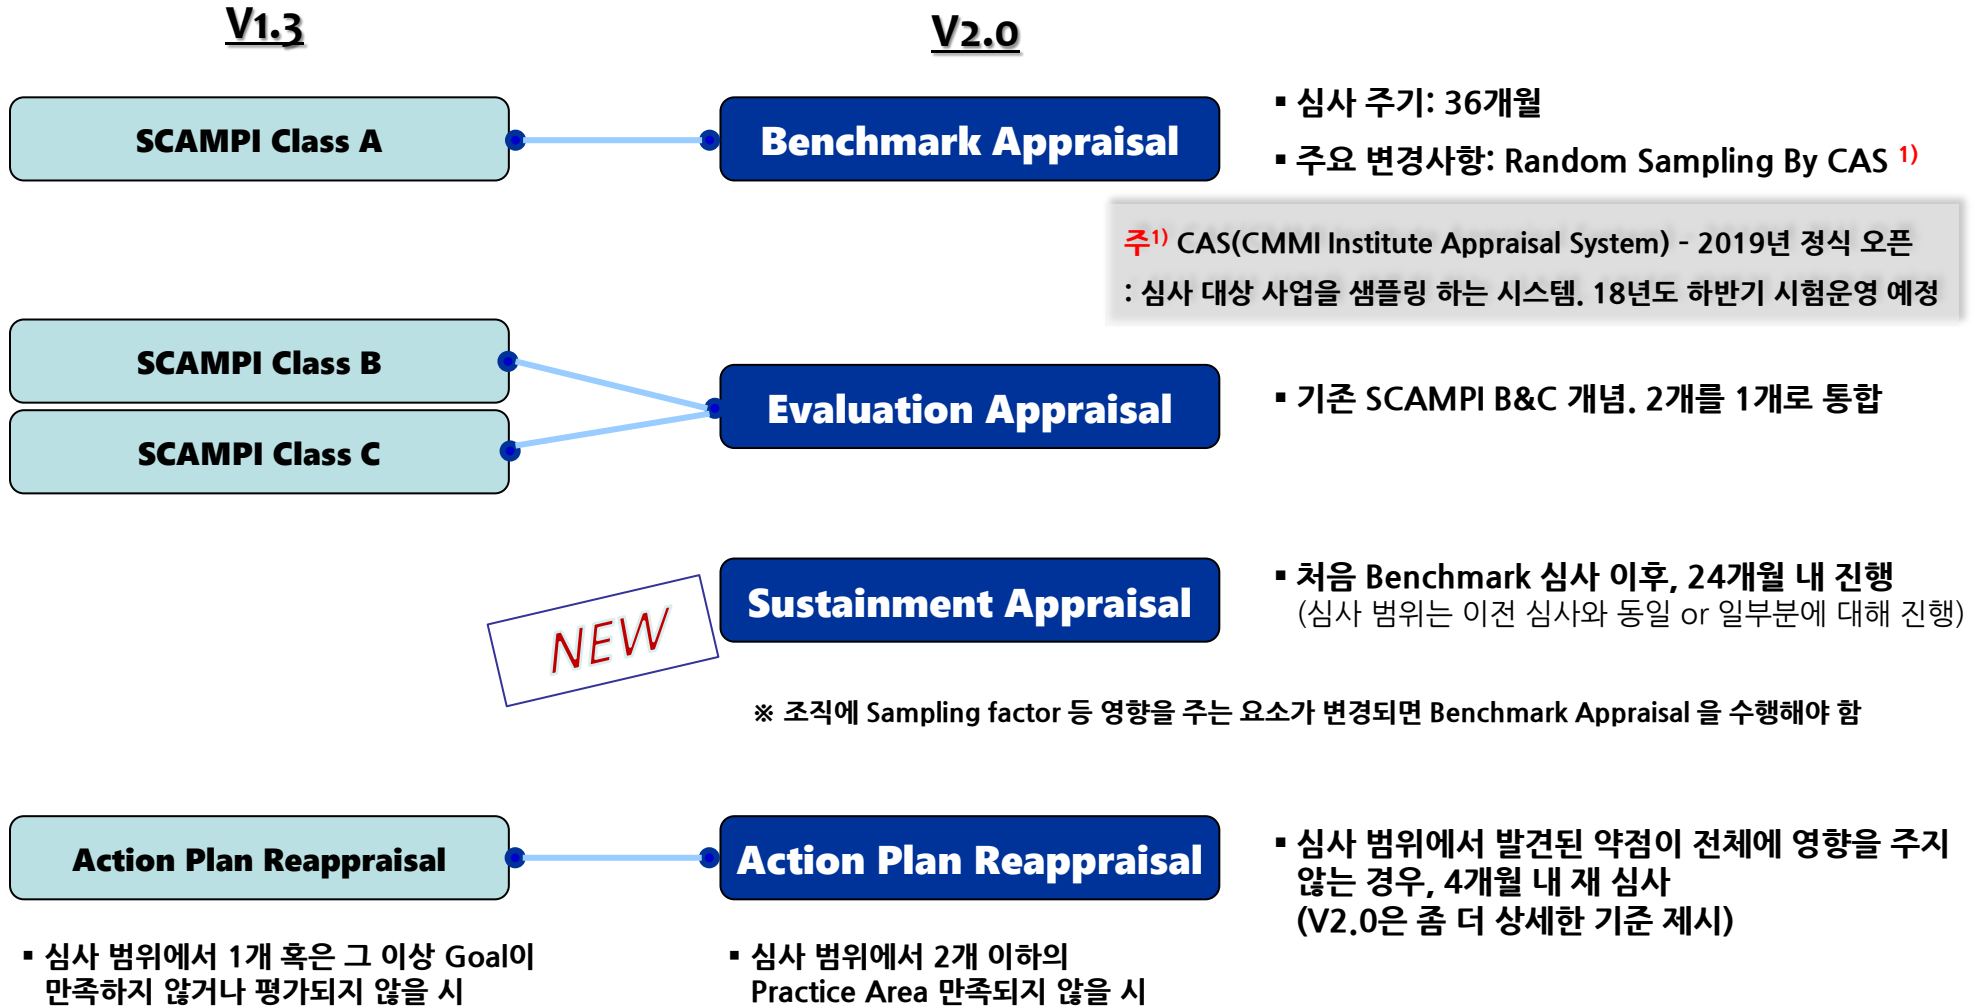 V1.3
V2.0
SCAMPI Class A
Benchmark Appraisal
▪ 심사 주기: 36개월
▪ 주요 변경사항: Random Sampling By CAS 1)
주1) CAS(CMMI Institute Appraisal System) - 2019년 정식 오픈
: 심사 대상 사업을 샘플링 하는 시스템. 18년도 하반기 시험운영 예정
SCAMPI Class B
SCAMPI Class C
Evaluation Appraisal
▪ 기존 SCAMPI B&C 개념. 2개를 1개로 통합
NEW
Sustainment Appraisal
▪ 처음 Benchmark 심사 이후, 24개월 내 진행
(심사 범위는 이전 심사와 동일 or 일부분에 대해 진행)
※ 조직에 Sampling factor 등 영향을 주는 요소가 변경되면 Benchmark Appraisal 을 수행해야 함
Action Plan Reappraisal
Action Plan Reappraisal
▪ 심사 범위에서 발견된 약점이 전체에 영향을 주지
않는 경우, 4개월 내 재 심사
(V2.0은 좀 더 상세한 기준 제시)
▪ 심사 범위에서 1개 혹은 그 이상 Goal이
만족하지 않거나 평가되지 않을 시
▪ 심사 범위에서 2개 이하의
Practice Area 만족되지 않을 시